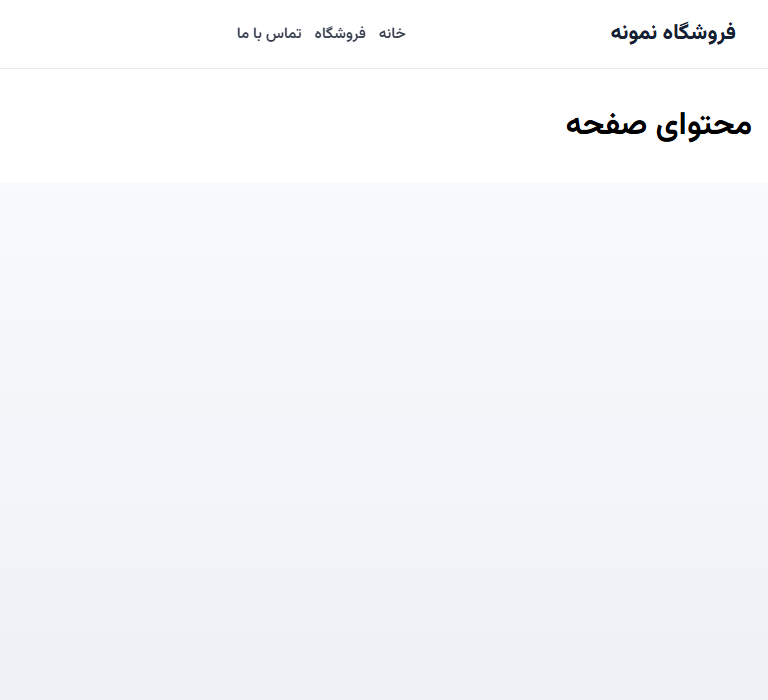 فروشگاه نمونه
خانه فروشگاه تماس با ما
محتوای صفحه